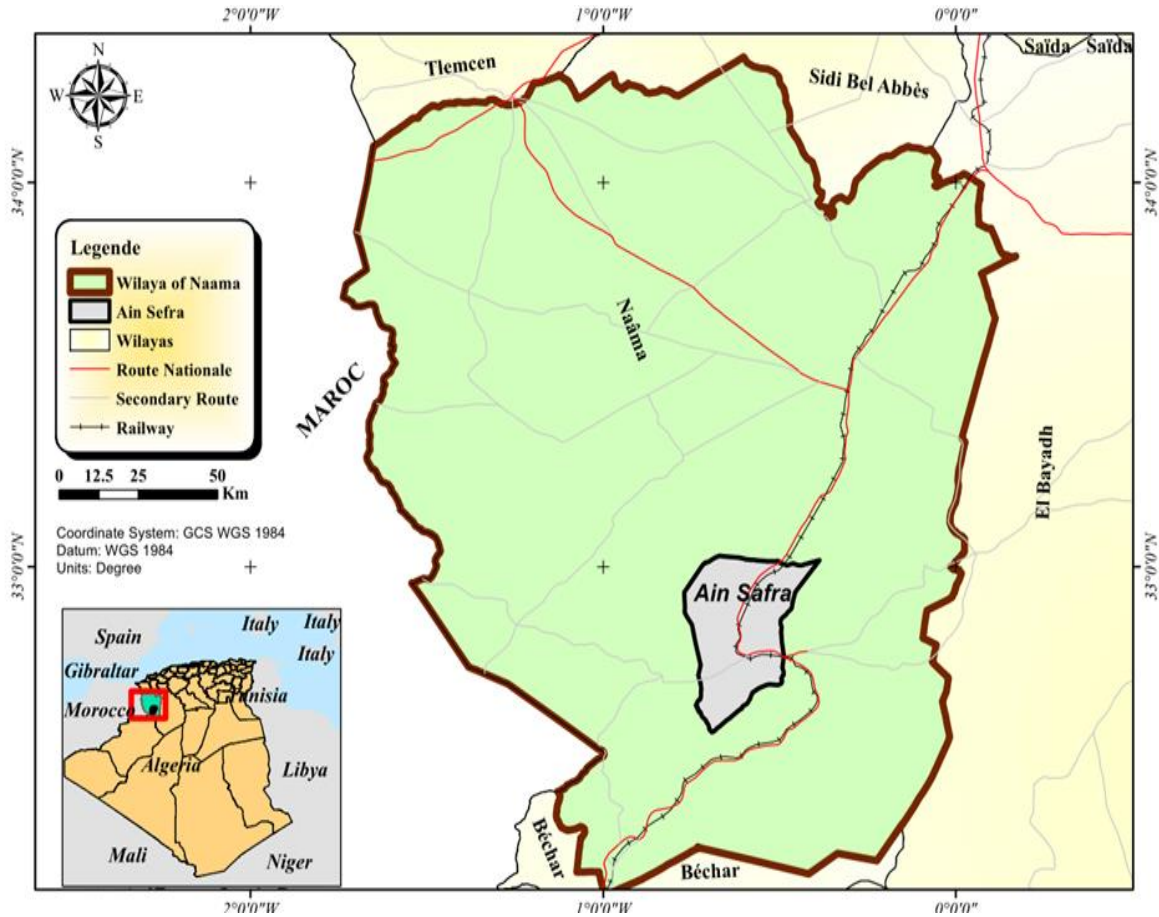 2°0'0"W 1°0'0"W 0°0'0"
N
W E
S
Tlemcen
Sidi Bel Abbès
Saïda Saïda
34°0'0"N 34°0'0"N
Legende
Wilaya of Naama
Ain Sefra
Wilayas
Route Nationale
Secondary Route
Railway
Naâma
MAROC
El Bayadh
0 12.5 25 50
Km
Coordinate System: GCS WGS 1984
Datum: WGS 1984
Units: Degree
33°0'0"N 33°0'0"N
Ain Safra
Spain
Italy Italy
Italy
Gibraltar
Morocco
Tunisia
Algeria
Libya
Mali
Niger
Béchar
Béchar
2°0'0"W 1°0'0"W 0°0'0"